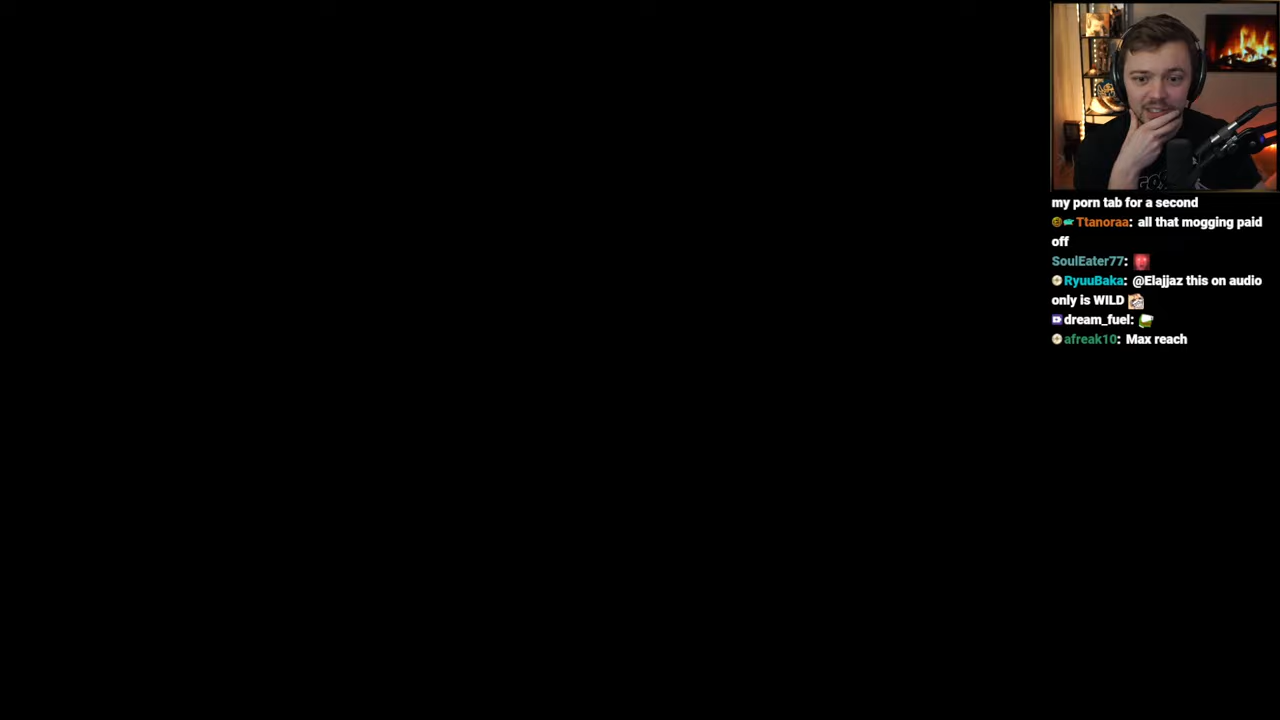 my porn tab for a second
Ttanoraa: all that mogging paid
off
SoulEater77:
RyuuBaka: @Elajjaz this on audio
only is WILD
dream_fuel:
afreak10: Max reach